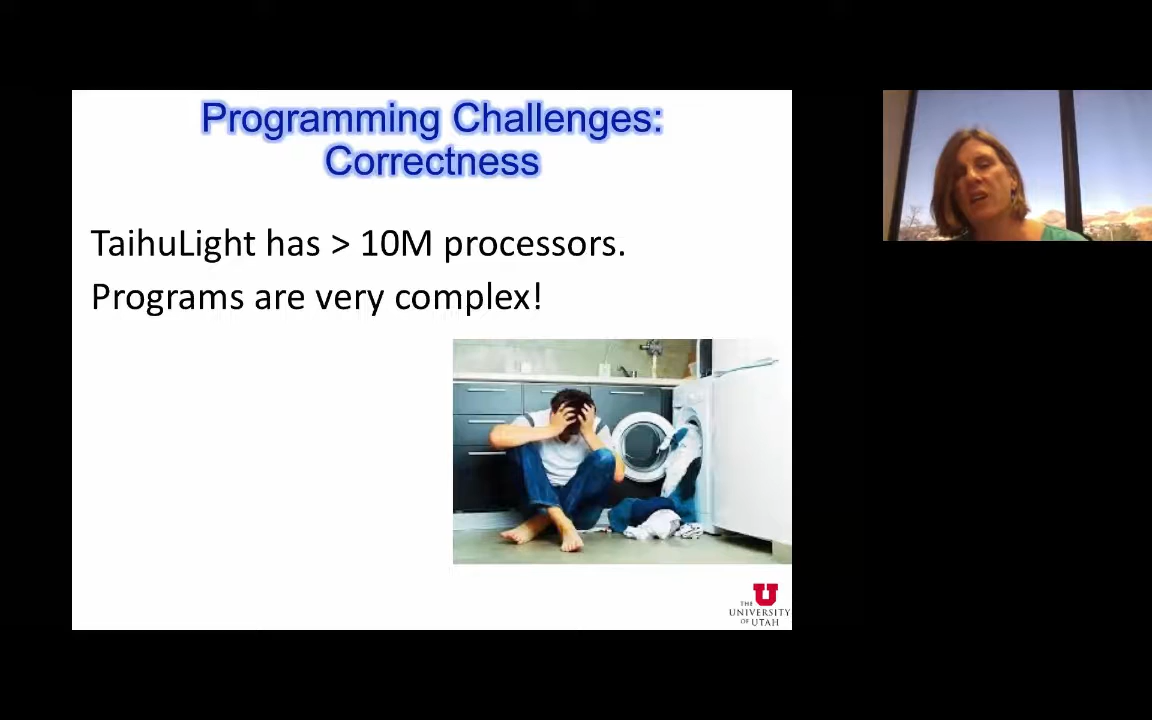 Programming Challenges:
Correctness
TaihuLight has > 10M processors.
Programs are very complex!
THE
UNIVERSITY
OF UTAH